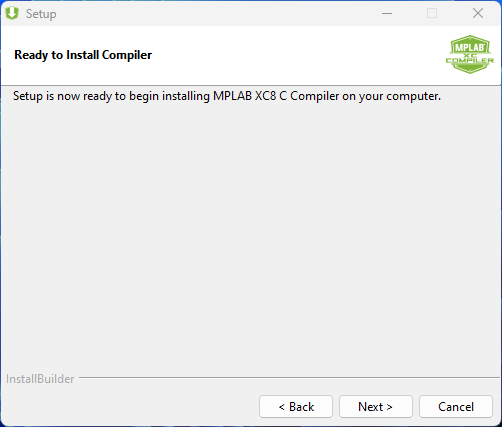 Setup
Ready to Install Compiler
MPLAB
XC
COMPILER
Setup is now ready to begin installing MPLAB XC8 C Compiler on your computer.
InstallBuilder
< Back
Next >
Cancel